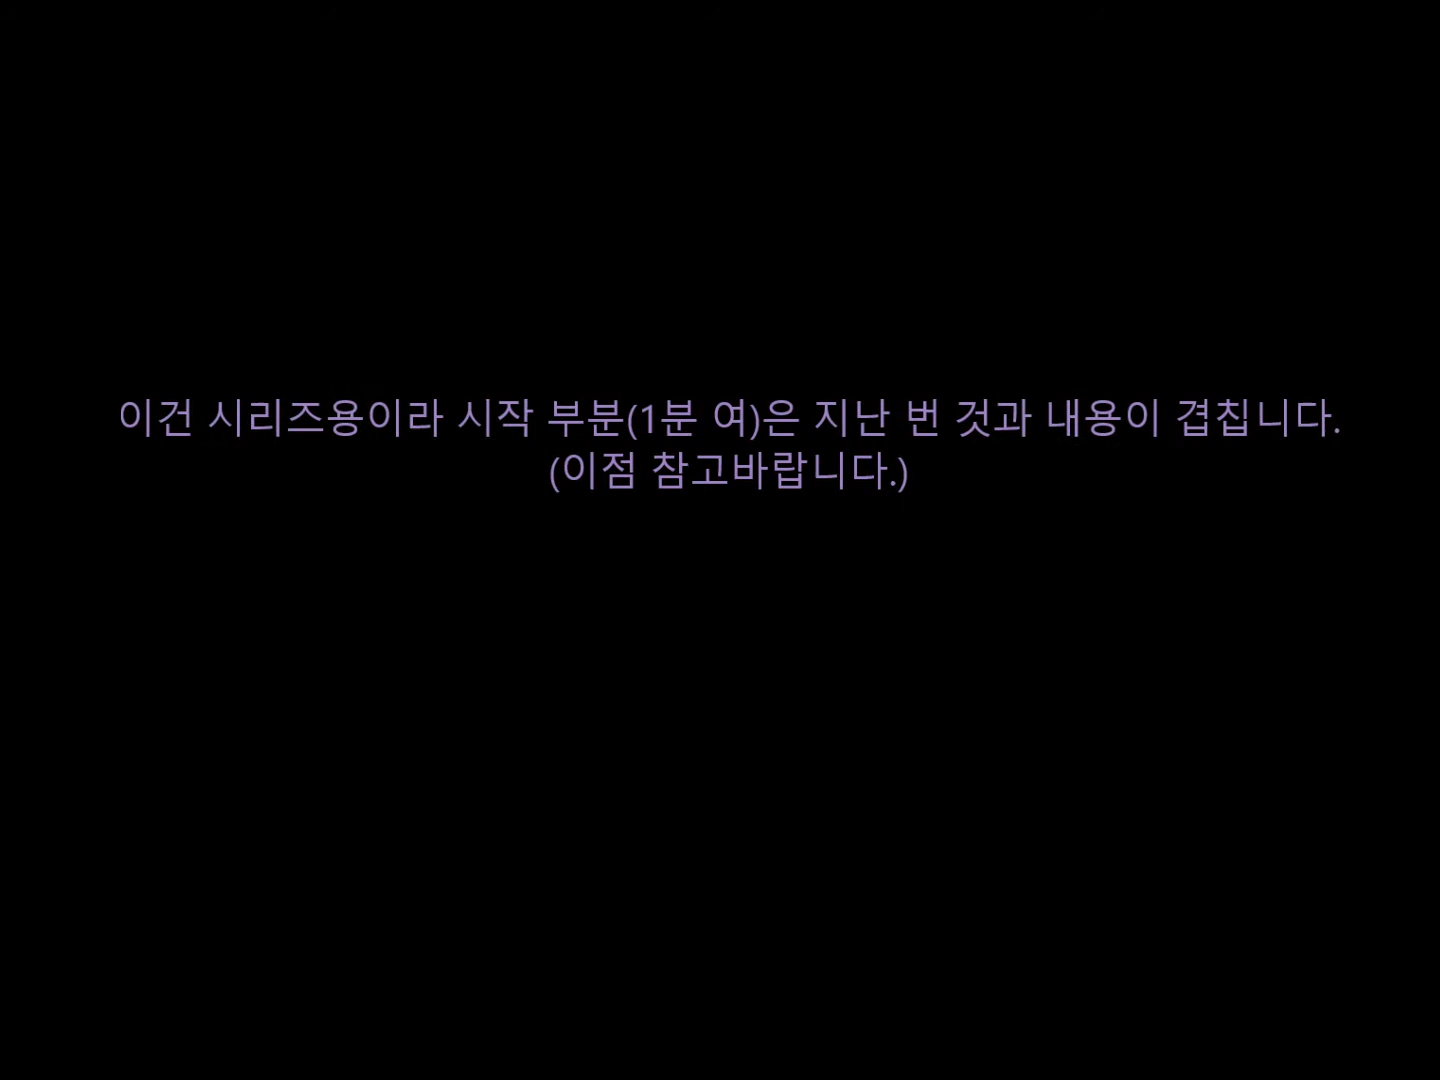 이건 시리즈용이라 시작 부분(1분 여)은 지난 번 것과 내용이 겹칩니다.
(이점 참고바랍니다.)